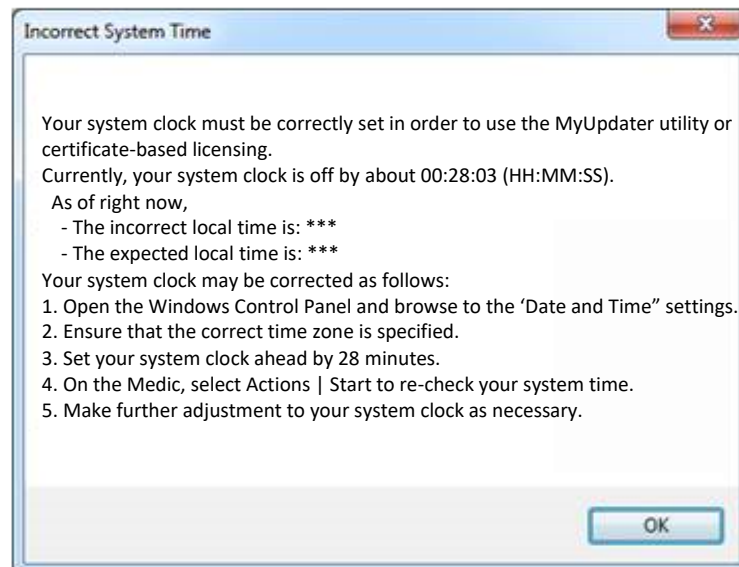 Incorrect System Time
Your system clock must be correctly set in order to use the MyUpdater utility or
certificate-based licensing.
Currently, your system clock is off by about 00:28:03 (HH:MM:SS).
As of right now,
- The incorrect local time is: ***
- The expected local time is: ***
Your system clock may be corrected as follows:
1. Open the Windows Control Panel and browse to the ‘Date and Time” settings.
2. Ensure that the correct time zone is specified.
3. Set your system clock ahead by 28 minutes.
4. On the Medic, select Actions | Start to re-check your system time.
5. Make further adjustment to your system clock as necessary.
OK